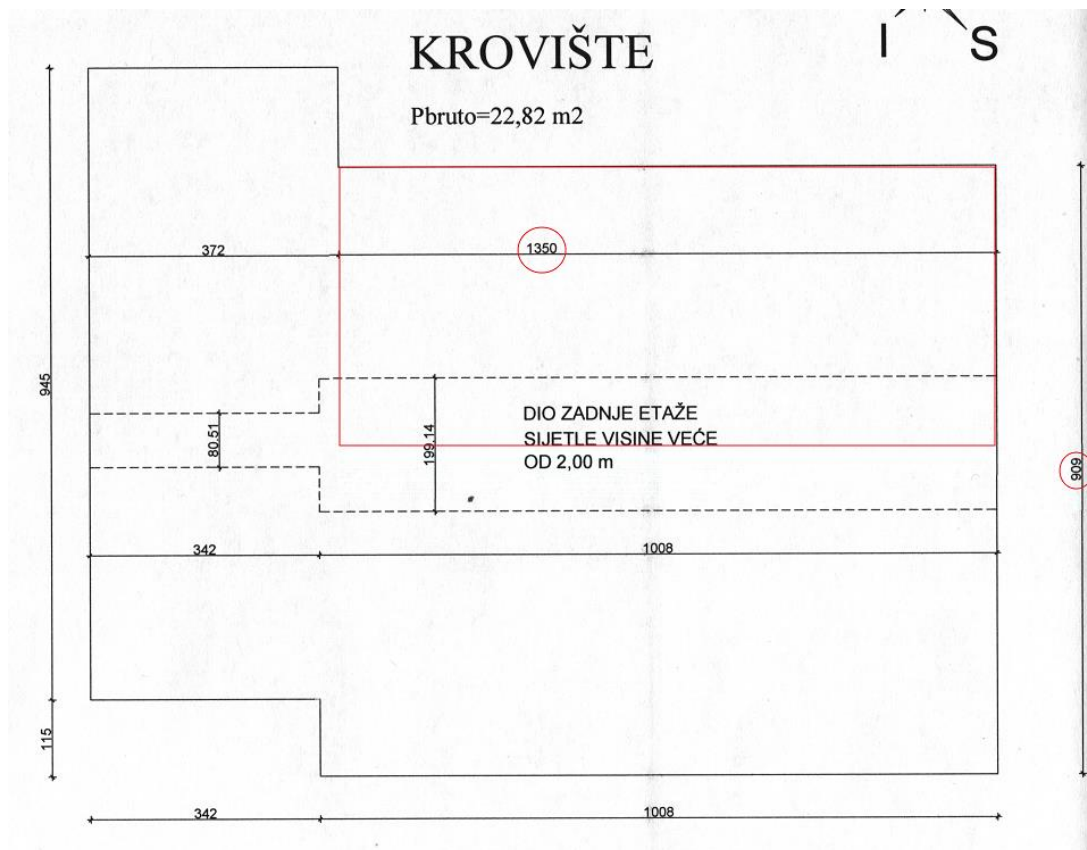 I S
KROVIŠTE
Pbruto=22,82 m2
372
1350
945
80.51
199.14
DIO ZADNJE ETAŽE
SIJETLE VISINE VEĆE
OD 2,00 m
909
342
1008
115
342
1008